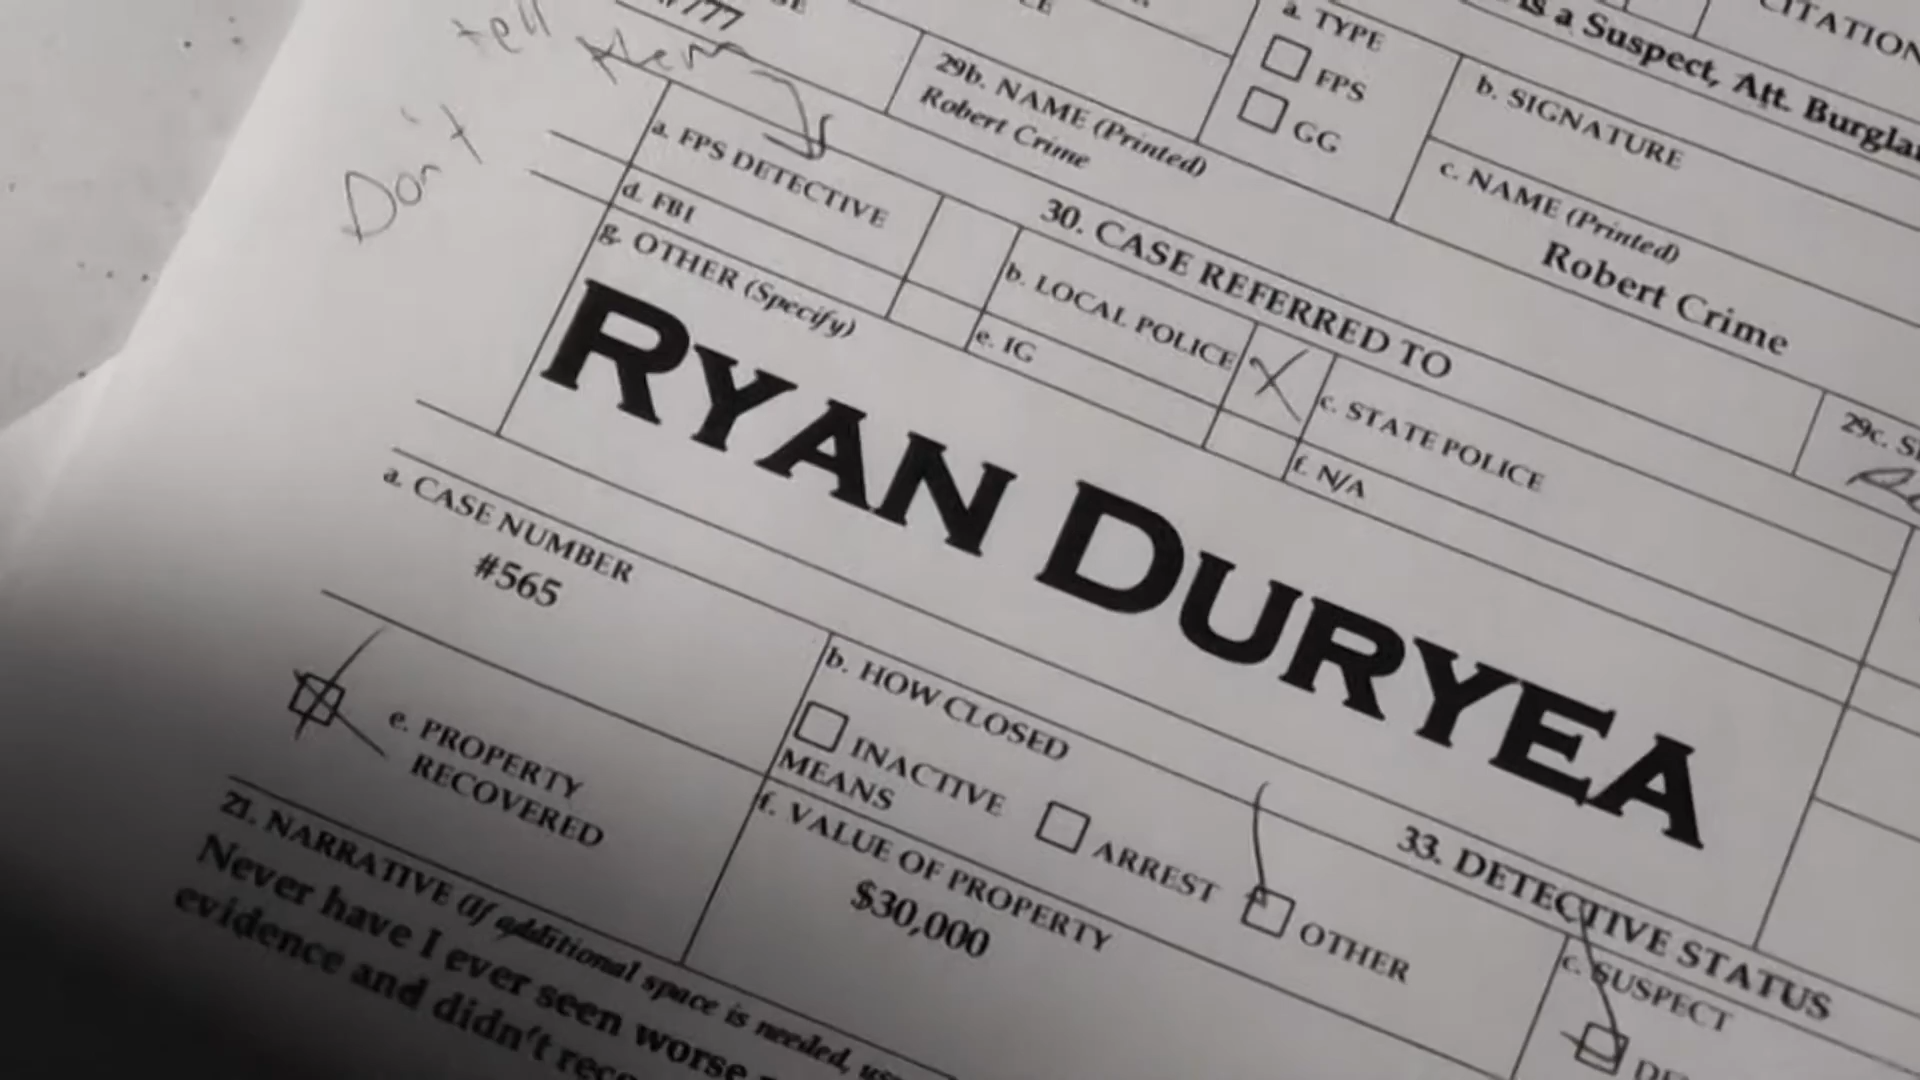 Don't tell
29b. NAME (Printed)
Robert Crime
a. TYPE
FPS
GG
is a Suspect, Att.
CITATION
b. SIGNATURE
c. NAME (Printed)
Robert Crime
30. CASE REFERRED TO
a. FPS DETECTIVE
b. LOCAL POLICE
X
c. STATE POLICE
d. FBI
e. IG
f. N/A
g. OTHER (Specify)
RYAN DURYEA
29c.
a. CASE NUMBER
#565
b. HOW CLOSED
INACTIVE
ARREST
OTHER
MEANS
33. DETECTIVE STATUS
c. SUSPECT
e. PROPERTY
RECOVERED
f. VALUE OF PROPERTY
$30,000
21. NARRATIVE (If additional space is needed,
Never have I ever seen worse
evidence and didn't